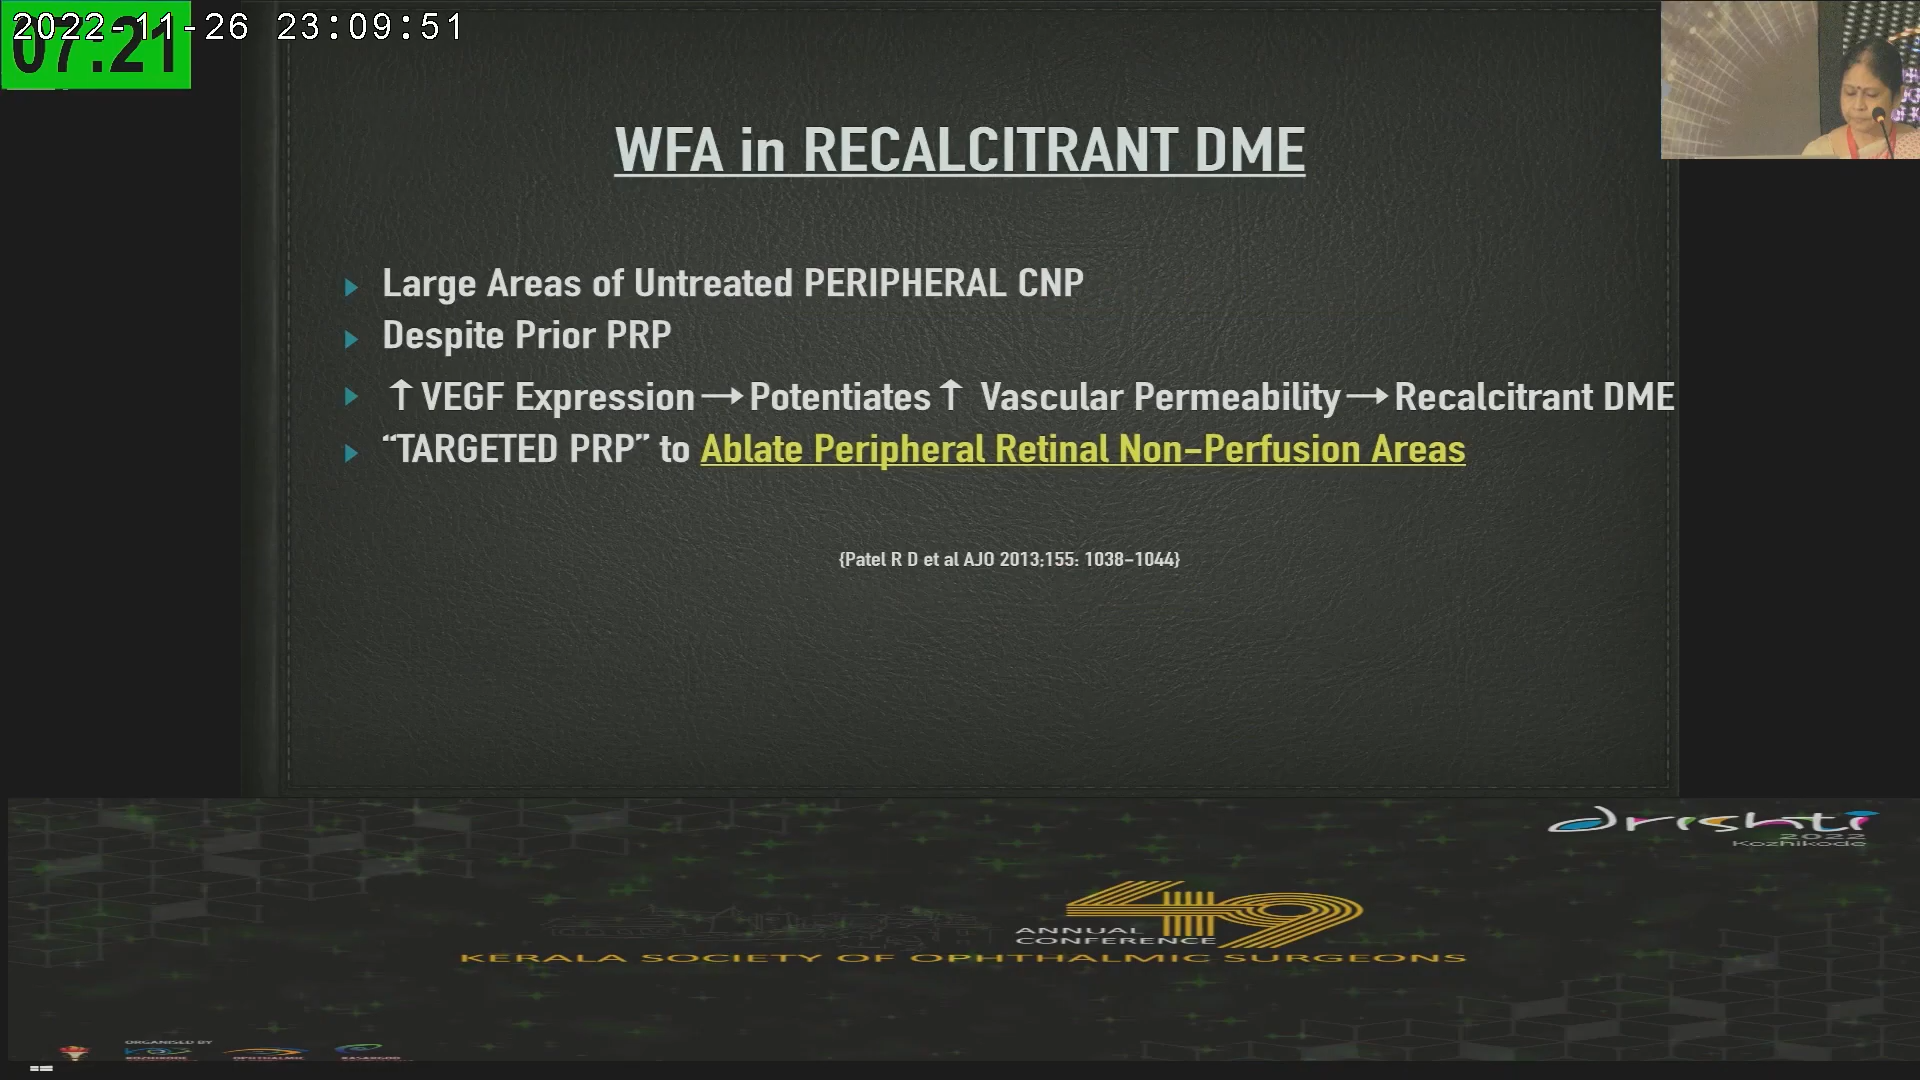 2022-11-26 23:09:51
07:21
WFA in RECALCITRANT DME
Large Areas of Untreated PERIPHERAL CNP
Despite Prior PRP
↑VEGF Expression→Potentiates↑ Vascular Permeability→Recalcitrant DME
“TARGETED PRP” to Ablate Peripheral Retinal Non-Perfusion Areas
{Patel R D et al AJO 2013;155: 1038-1044}
drishti
2022
Kozhikode
49
ANNUAL
CONFERENCE
KERALA SOCIETY OF OPHTHALMIC SURGEONS
ORGANISED BY